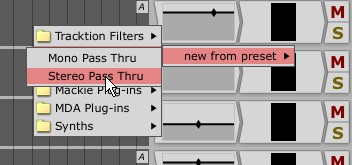 A
M
S
Tracktion Filters
Mono Pass Thru
new from preset
Stereo Pass Thru
M
S
Mackie Plug-ins
MDA Plug-ins
M
S
Synths
A
M